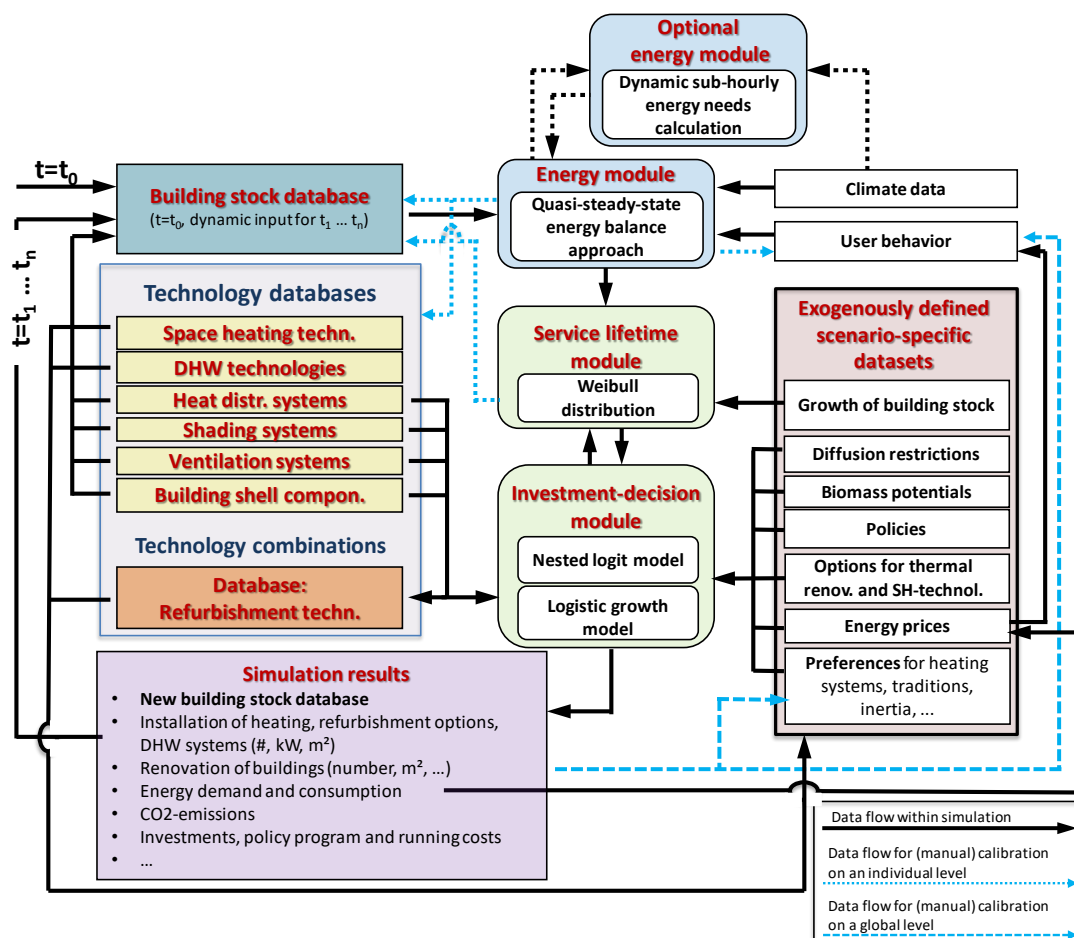 Optional
energy module
Dynamic sub-hourly
energy needs
calculation
t=t0
Building stock database
(t=t0, dynamic input for t1 ... tn)
Energy module
Quasi-steady-state
energy balance
approach
Climate data
User behavior
t=t1 ... tn
Technology databases
Space heating techn.
DHW technologies
Heat distr. systems
Shading systems
Ventilation systems
Building shell compon.
Technology combinations
Database:
Refurbishment techn.
Service lifetime
module
Weibull
distribution
Investment-decision
module
Nested logit model
Logistic growth
model
Exogenously defined
scenario-specific
datasets
Growth of building stock
Diffusion restrictions
Biomass potentials
Policies
Options for thermal
renov. and SH-technol.
Energy prices
Preferences for heating
systems, traditions,
inertia, ...
Simulation results
• New building stock database
• Installation of heating, refurbishment options,
DHW systems (#, kW, m²)
• Renovation of buildings (number, m², ...)
• Energy demand and consumption
• CO2-emissions
• Investments, policy program and running costs
• ...
Data flow within simulation
Data flow for (manual) calibration
on an individual level
Data flow for (manual) calibration
on a global level